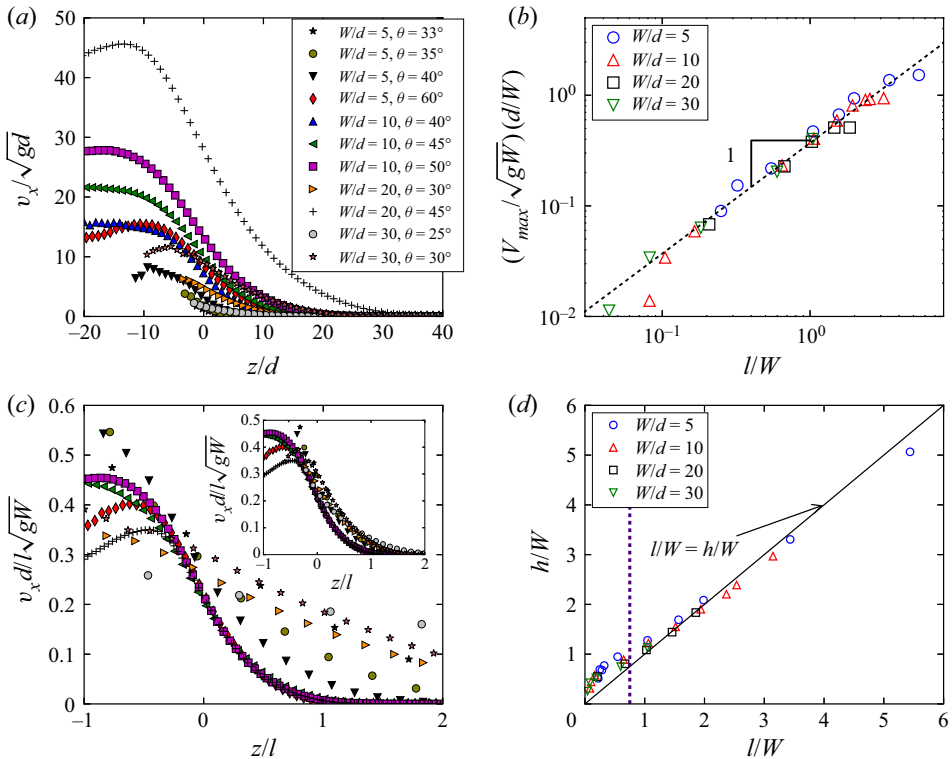 (a)
50
40
30
20
10
0
−20
−10
0
10
20
30
40
v_x/√gd
z/d
W/d = 5, θ = 33°
W/d = 5, θ = 35°
W/d = 5, θ = 40°
W/d = 5, θ = 60°
W/d = 10, θ = 40°
W/d = 10, θ = 45°
W/d = 10, θ = 50°
W/d = 20, θ = 30°
W/d = 20, θ = 45°
W/d = 30, θ = 25°
W/d = 30, θ = 30°
(b)
W/d = 5
W/d = 10
W/d = 20
W/d = 30
1
10⁰
10⁻¹
10⁻²
10⁻¹
10⁰
((V_max/√gW) (d/W)
l/W
(c)
0.6
0.5
0.4
0.3
0.2
0.1
0
−1
0
1
2
v_x d/l√gW
z/l
0.5
0.4
0.3
0.2
0.1
0
−1
0
1
2
v_x d/l√gW
z/l
(d)
W/d = 5
W/d = 10
W/d = 20
W/d = 30
l/W = h/W
6
5
4
3
2
1
0
1
2
3
4
5
6
h/W
l/W